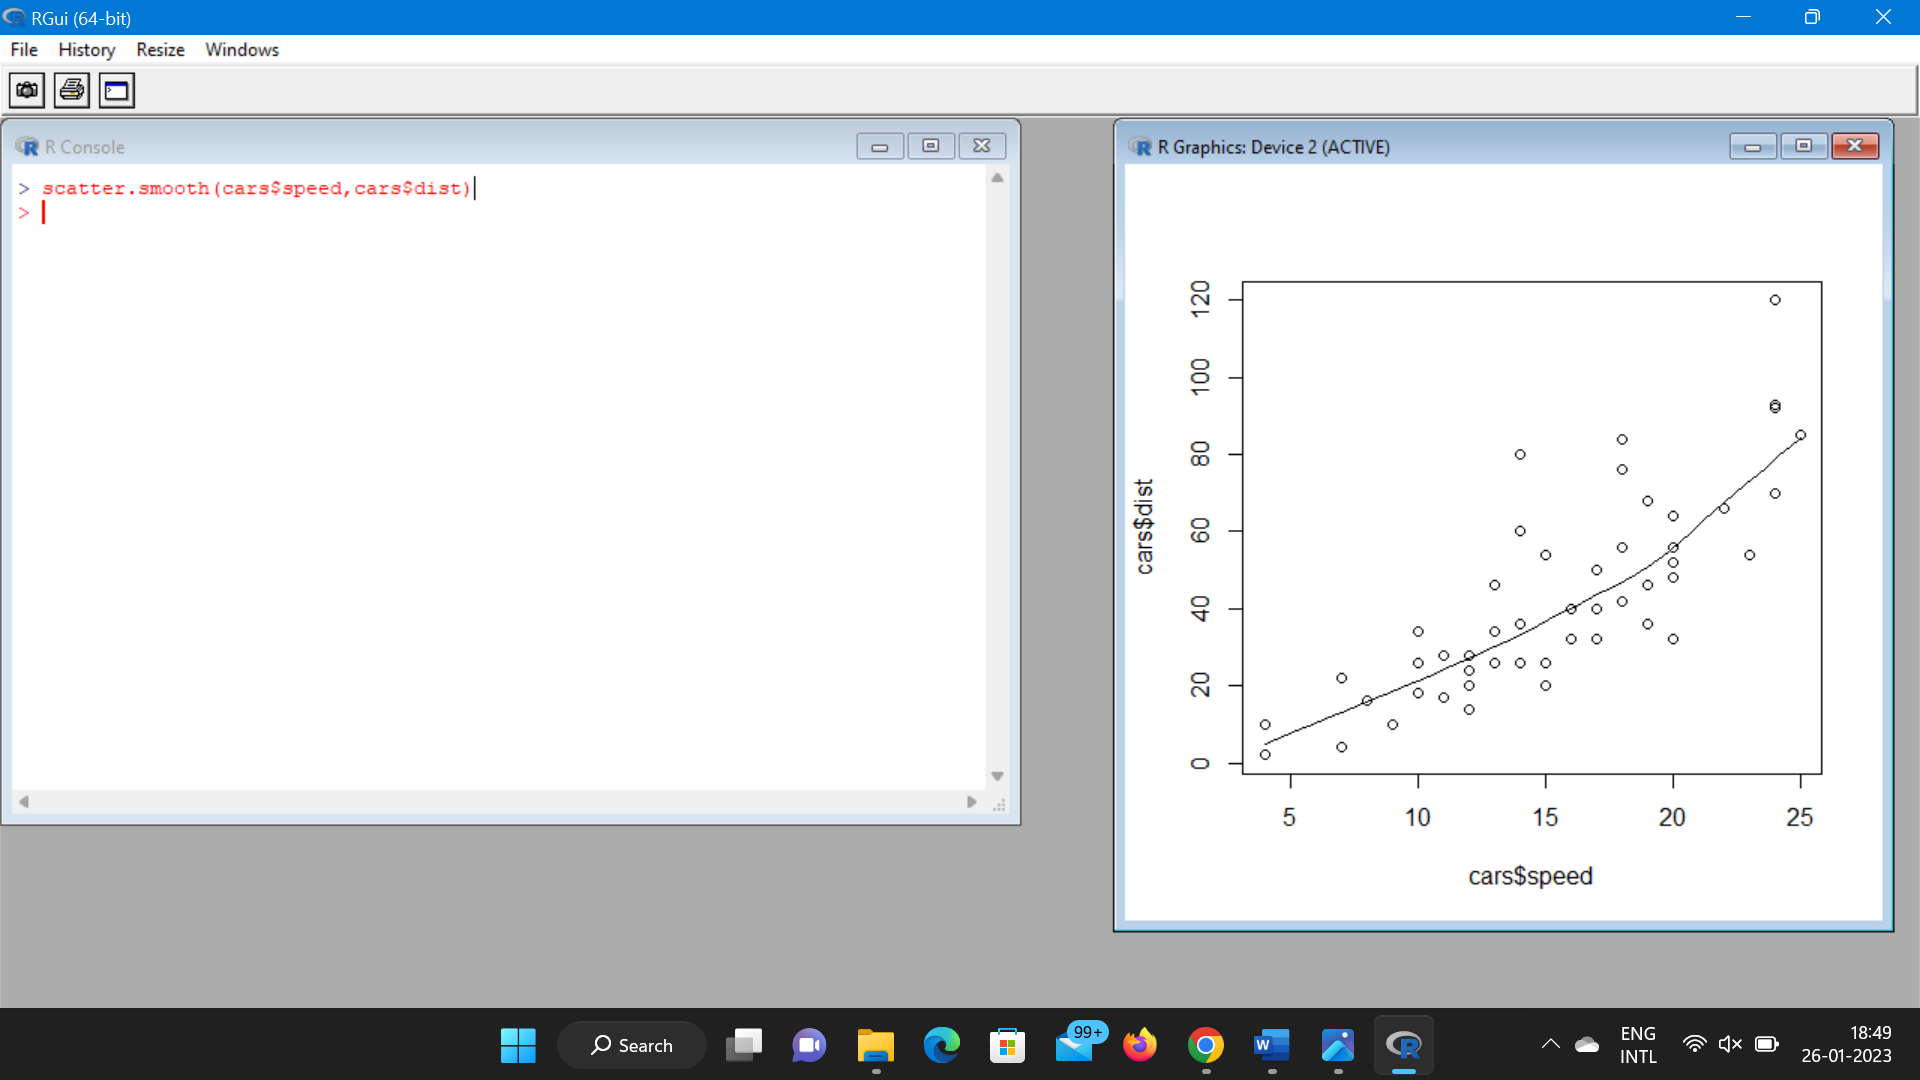 RGui (64-bit)
File History Resize Windows
R Console
> scatter.smooth(cars$speed,cars$dist)
>
R Graphics: Device 2 (ACTIVE)
120
100
80
60
40
20
0
cars$dist
5 10 15 20 25
cars$speed
Search
99+
W
ENG
INTL
18:49
26-01-2023